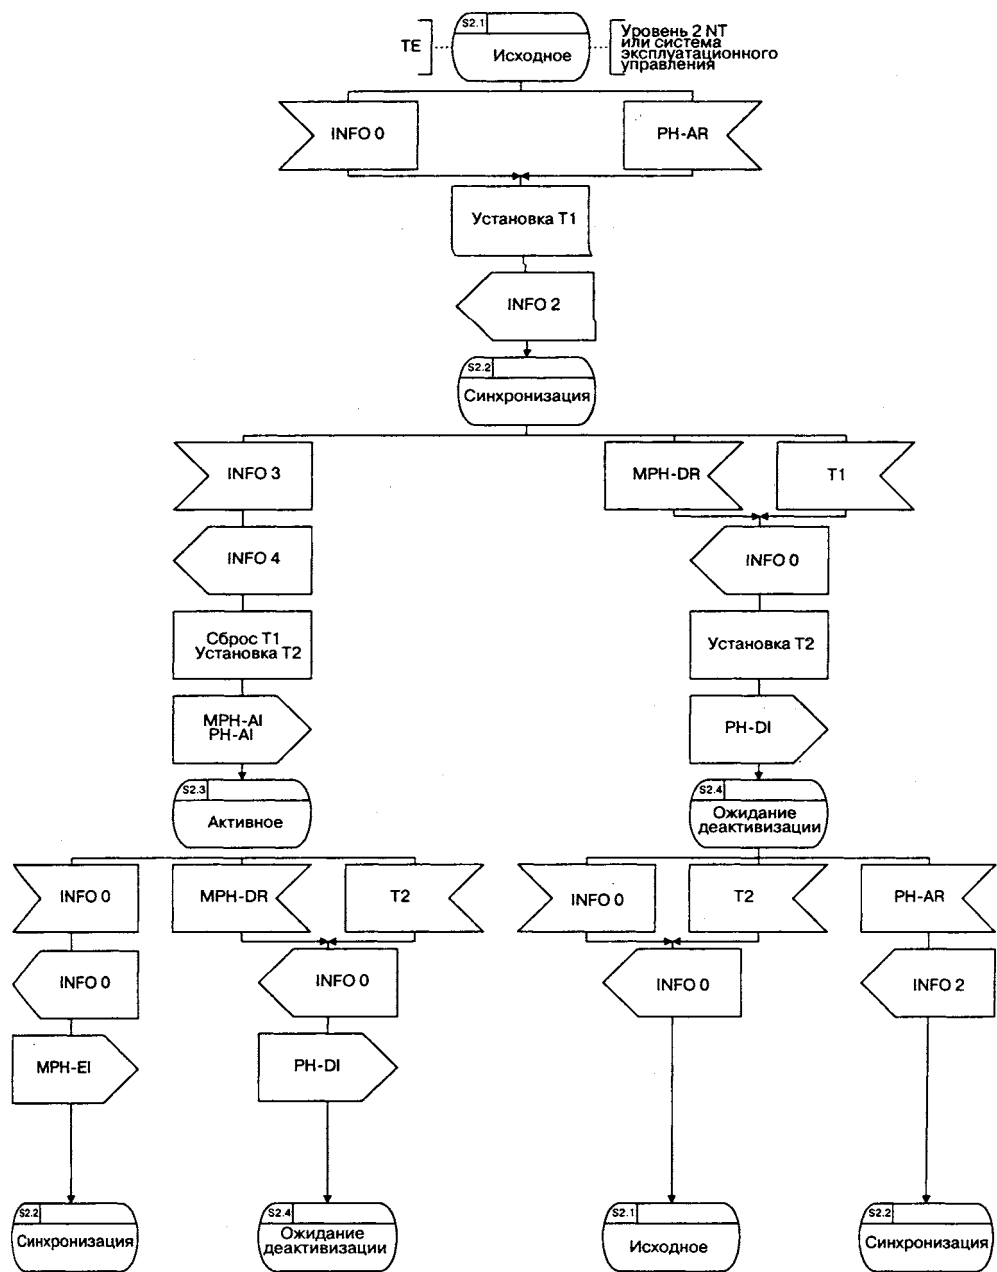 S2.1
TE
Исходное
Уровень 2 NT
или система
эксплуатационного
управления
INFO 0
PH-AR
Установка T1
INFO 2
S2.2
Синхронизация
INFO 3
MPH-DR
T1
INFO 4
INFO 0
Сброс T1
Установка T2
Установка T2
MPH-AI
PH-AI
PH-DI
S2.3
Активное
S2.4
Ожидание
деактивизации
INFO 0
MPH-DR
T2
INFO 0
T2
PH-AR
INFO 0
INFO 0
INFO 0
INFO 2
MPH-EI
PH-DI
S2.2
Синхронизация
S2.4
Ожидание
деактивизации
S2.1
Исходное
S2.2
Синхронизация